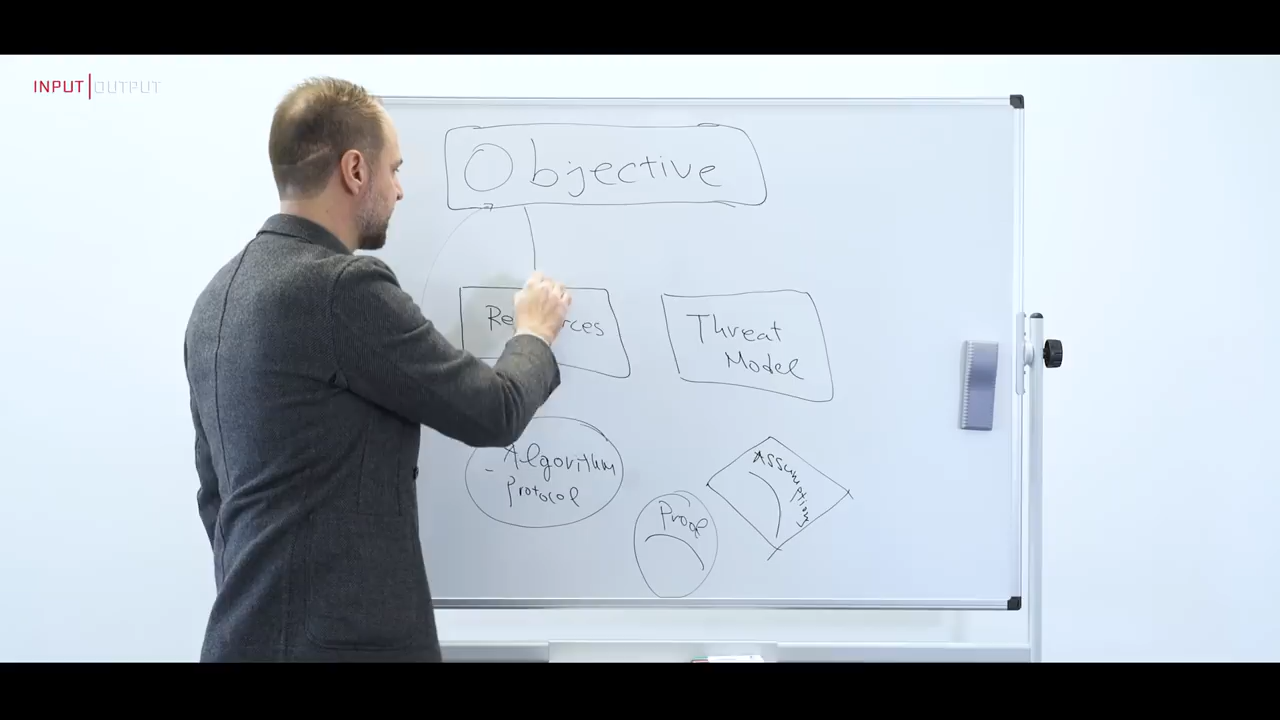 INPUT|OUTPUT
Objective
Threat
Model
Algorithm
- Protocol
Proof
Assumptions